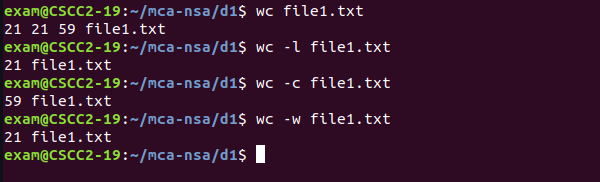 exam@CSCC2-19:~/mca-nsa/d1$ wc file1.txt
21 21 59 file1.txt
exam@CSCC2-19:~/mca-nsa/d1$ wc -l file1.txt
21 file1.txt
exam@CSCC2-19:~/mca-nsa/d1$ wc -c file1.txt
59 file1.txt
exam@CSCC2-19:~/mca-nsa/d1$ wc -w file1.txt
21 file1.txt
exam@CSCC2-19:~/mca-nsa/d1$